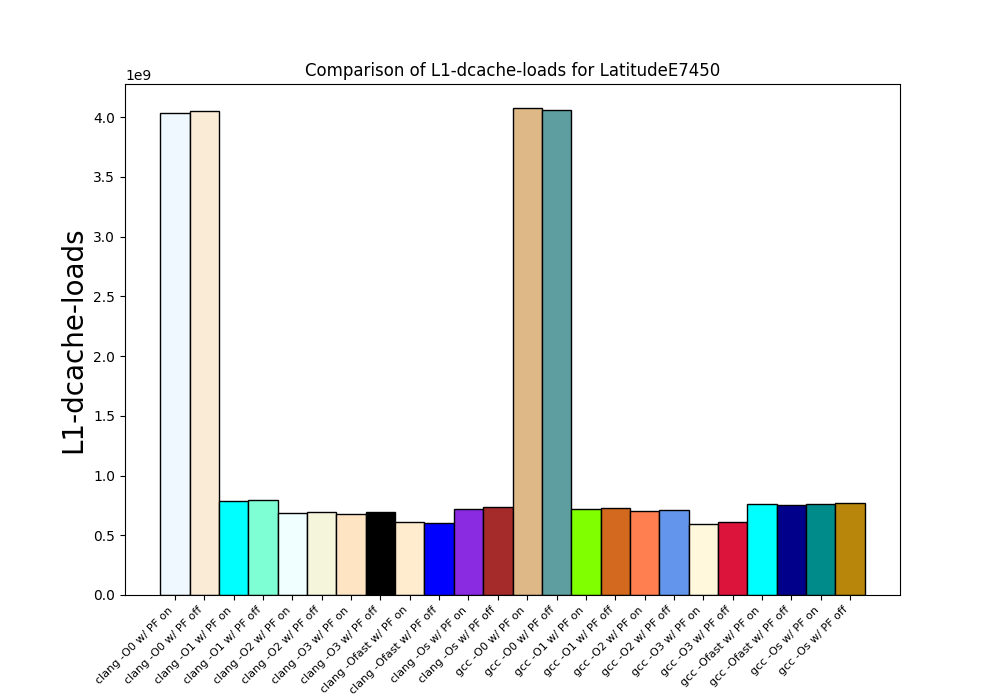 Comparison of L1-dcache-loads for LatitudeE7450
1e9
L1-dcache-loads
4.0
3.5
3.0
2.5
2.0
1.5
1.0
0.5
0.0
clang -O0 w/ PF on
clang -O0 w/ PF off
clang -O1 w/ PF on
clang -O1 w/ PF off
clang -O2 w/ PF on
clang -O2 w/ PF off
clang -O3 w/ PF on
clang -O3 w/ PF off
clang -Ofast w/ PF on
clang -Ofast w/ PF off
clang -Os w/ PF on
clang -Os w/ PF off
gcc -O0 w/ PF on
gcc -O0 w/ PF off
gcc -O1 w/ PF on
gcc -O1 w/ PF off
gcc -O2 w/ PF on
gcc -O2 w/ PF off
gcc -O3 w/ PF on
gcc -O3 w/ PF off
gcc -Ofast w/ PF on
gcc -Ofast w/ PF off
gcc -Os w/ PF on
gcc -Os w/ PF off